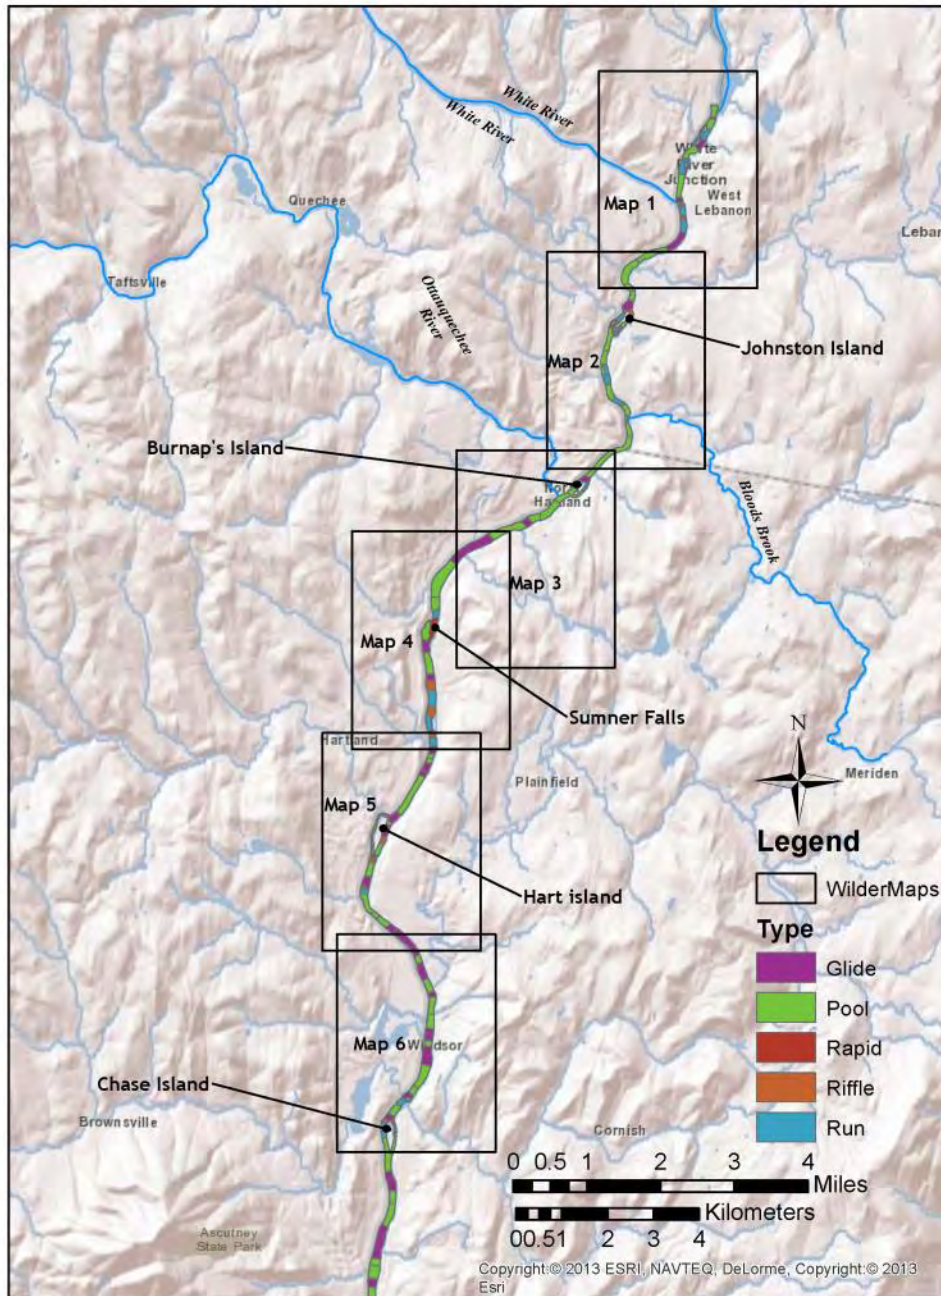 White River
White River
White
River
Junction
West
Lebanon
Map 1
Quechee
Taftsville
Ottauquechee
River
Johnston Island
Map 2
Burnap's Island
Hartland
Bloods Brook
Map 3
Map 4
Sumner Falls
Hartland
N
Plainfield
Meriden
Map 5
Legend
WilderMaps
Hart island
Type
Glide
Pool
Map 6
Windsor
Rapid
Chase Island
Riffle
Brownsville
Cornish
Run
0 0.5 1 2 3 4
Miles
Kilometers
00.51 2 3 4
Ascutney
State Park
Copyright:© 2013 ESRI, NAVTEQ, DeLorme, Copyright:© 2013
Esri